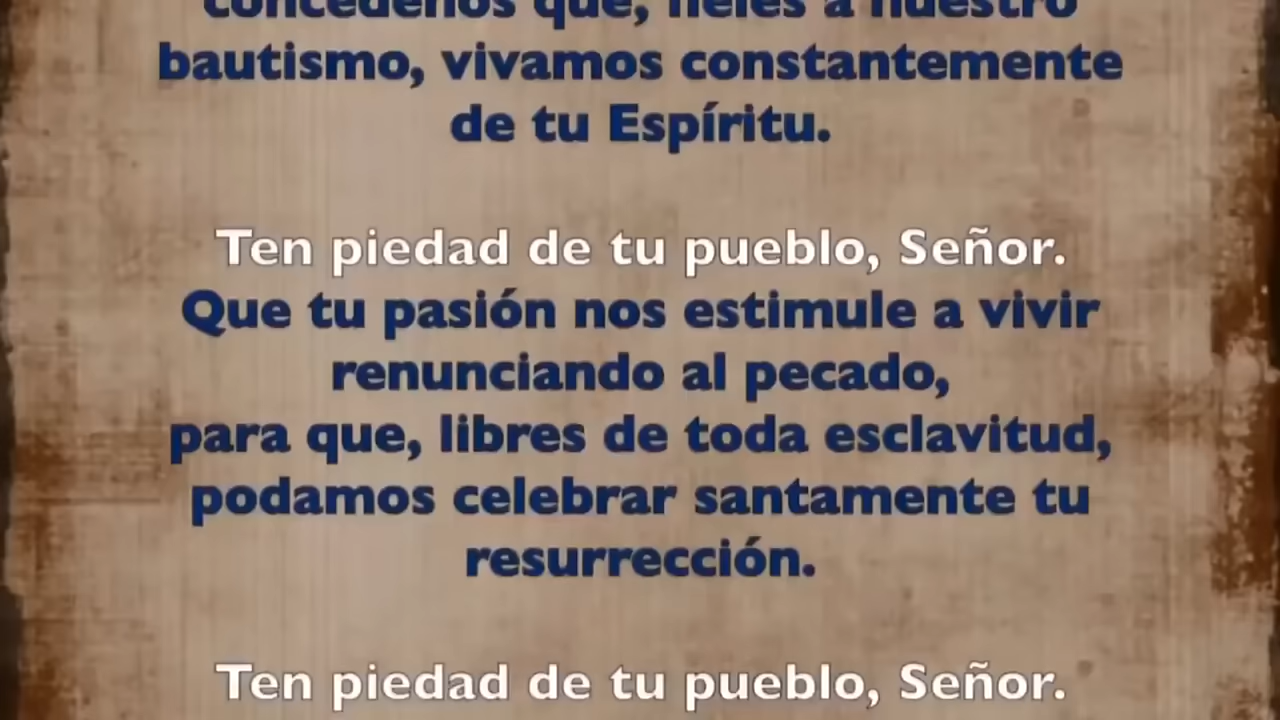 concédenos que, fieles a nuestro
bautismo, vivamos constantemente
de tu Espíritu.
Ten piedad de tu pueblo, Señor.
Que tu pasión nos estimule a vivir
renunciando al pecado,
para que, libres de toda esclavitud,
podamos celebrar santamente tu
resurrección.
Ten piedad de tu pueblo, Señor.